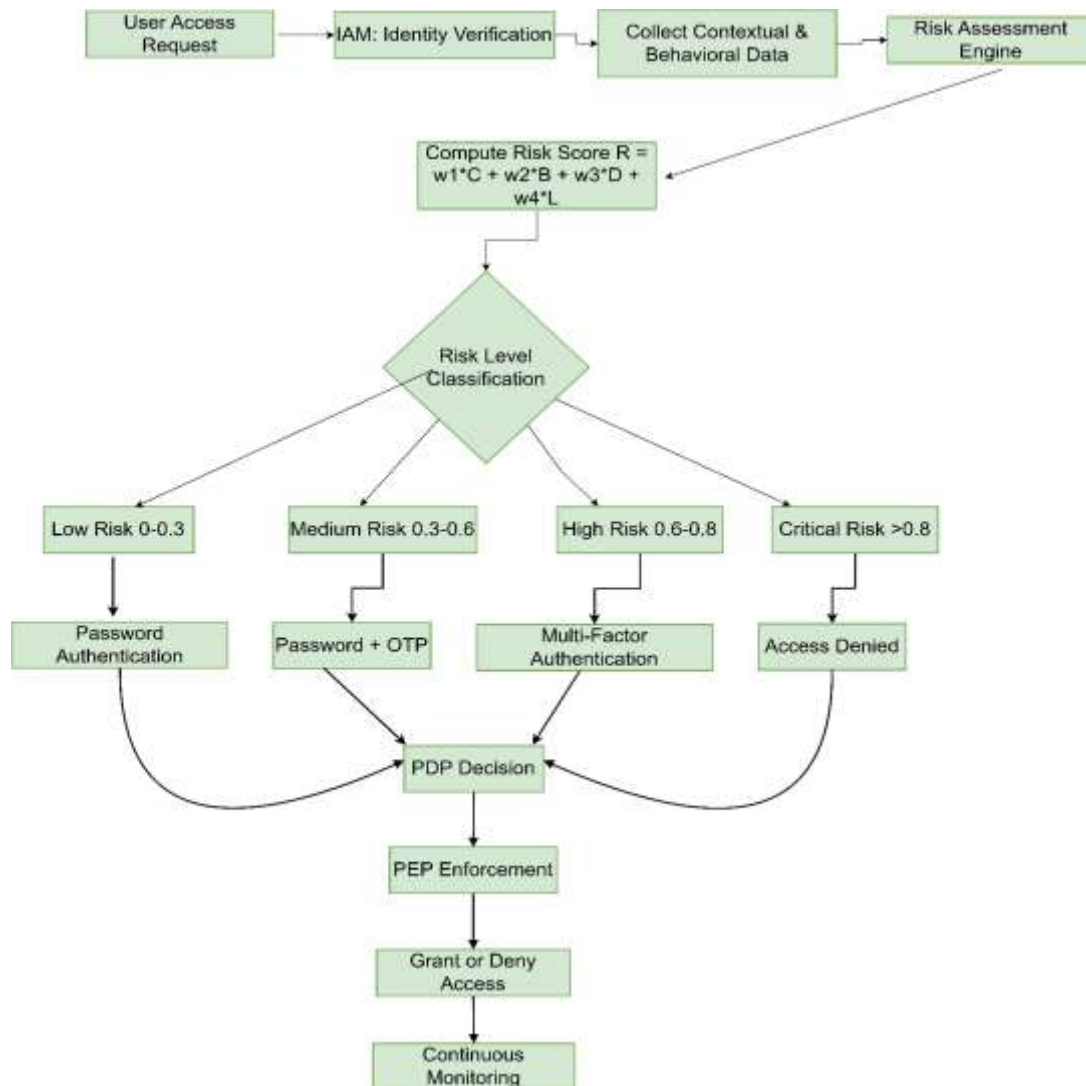 User Access
Request
IAM: Identity Verification
Collect Contextual &
Behavioral Data
Risk Assessment
Engine
Compute Risk Score R =
w1*C + w2*B + w3*D +
w4*L
Risk Level
Classification
Low Risk 0-0.3
Medium Risk 0.3-0.6
High Risk 0.6-0.8
Critical Risk >0.8
Password
Authentication
Password + OTP
Multi-Factor
Authentication
Access Denied
PDP Decision
PEP Enforcement
Grant or Deny
Access
Continuous
Monitoring